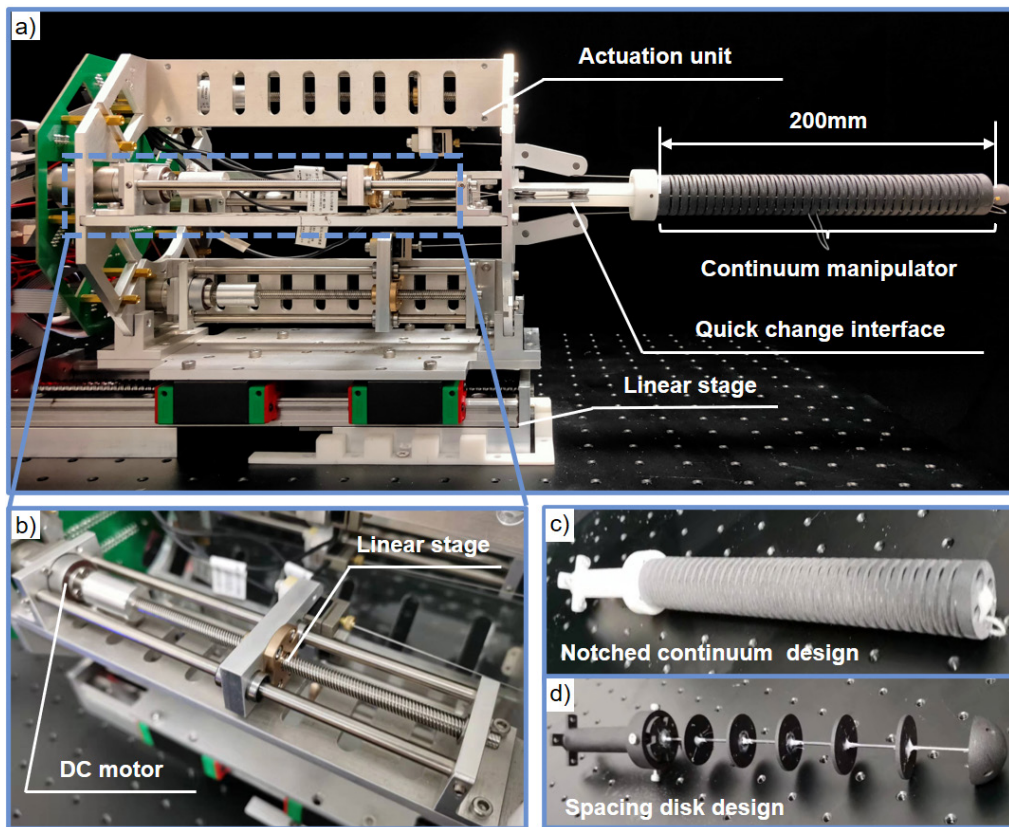 a)
Actuation unit
200mm
Continuum manipulator
Quick change interface
Linear stage
b)
Linear stage
DC motor
c)
Notched continuum design
d)
Spacing disk design